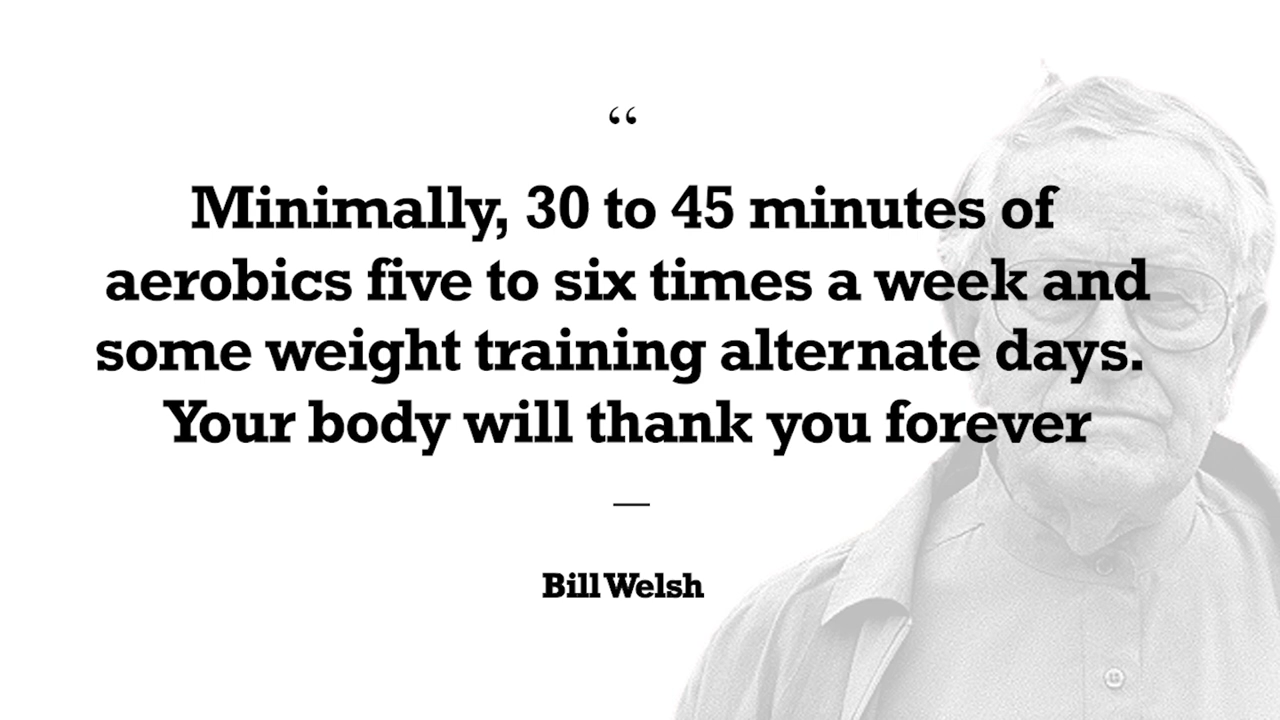 “
Minimally, 30 to 45 minutes of
aerobics five to six times a week and
some weight training alternate days.
Your body will thank you forever
—
Bill Welsh